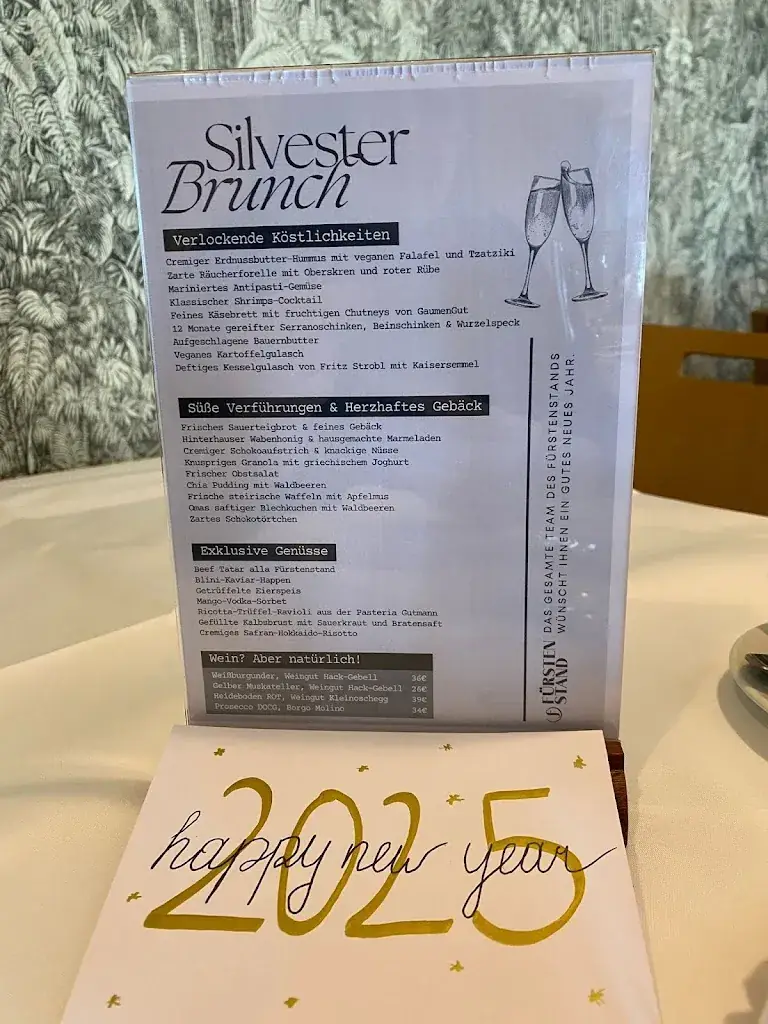 Silvester
Brunch
Verlockende Köstlichkeiten
Cremiger Erdnussbutter-Hummus mit veganen Falafel und Tzatziki
Zarte Räucherforelle mit Oberskren und roter Rübe
Mariniertes Antipasti-Gemüse
Klassischer Shrimps-Cocktail
Feines Käsebrett mit fruchtigen Chutneys von GaumenGut
12 Monate gereifter Serranoschinken, Beinschinken & Wurzelspeck
Aufgeschlagene Bauernbutter
Veganes Kartoffelgulasch
Deftiges Kesselgulasch von Fritz Strobl mit Kaisersemmel
Süße Verführungen & Herzhaftes Gebäck
Frisches Sauerteigbrot & feines Gebäck
Hinterhauser Wabenhonig & hausgemachte Marmeladen
Cremiger Schokoaufstrich & knackige Nüsse
Knuspriges Granola mit griechischem Joghurt
Frischer Obstsalat
Chia Pudding mit Waldbeeren
Frische steirische Waffeln mit Apfelmus
Omas saftiger Blechkuchen mit Waldbeeren
Zartes Schokotörtchen
Exklusive Genüsse
Beef Tatar alla Fürstenstand
Blini-Kaviar-Happen
Getrüffelte Eierspeis
Mango-Vodka-Sorbet
Ricotta-Trüffel-Ravioli aus der Pasteria Gutmann
Gefüllte Kalbsbrust mit Sauerkraut und Bratensaft
Cremiges Safran-Hokkaido-Risotto
Wein? Aber natürlich!
Weißburgunder, Weingut Hack-Gebell 36€
Gelber Muskateller, Weingut Hack-Gebell 26€
Heideboden ROT, Weingut Kleinoschegg 39€
Prosecco DOCG, Borgo Molino 34€
FÜRSTEN
STAND
DAS GESAMTE TEAM DES FÜRSTENSTANDS
WÜNSCHT IHNEN EIN GUTES NEUES JAHR.
2025
happy new year